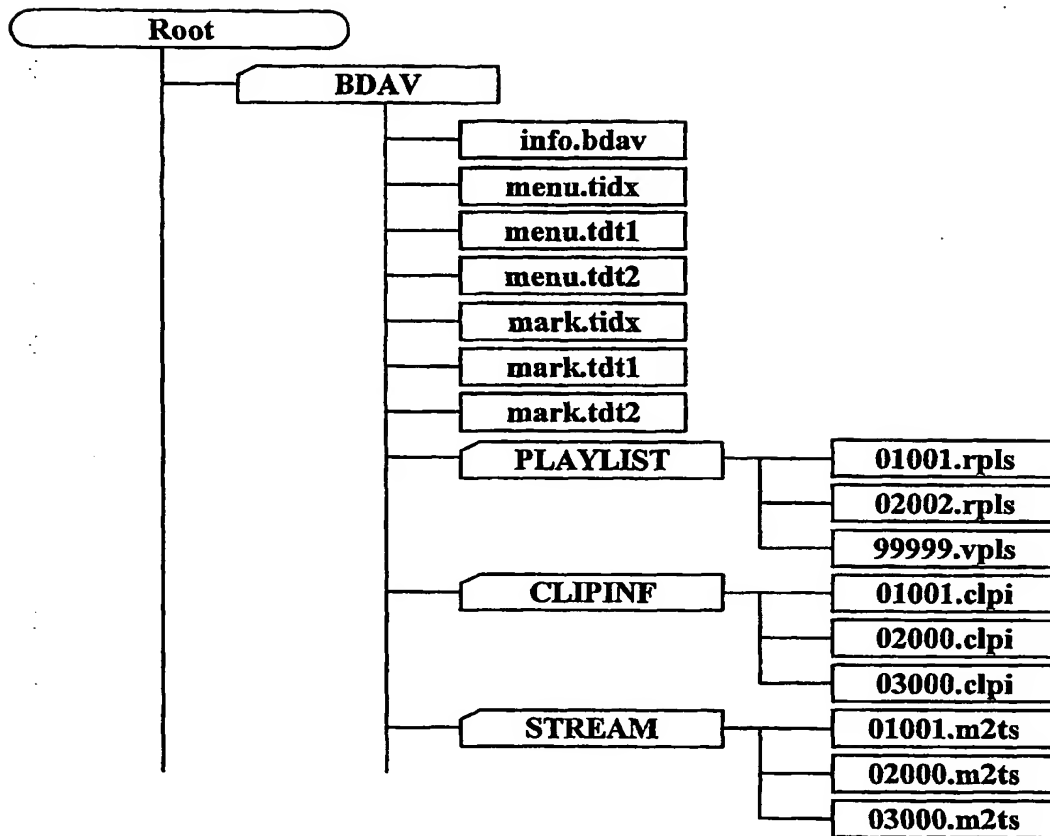 Root
BDAV
info.bdav
menu.tidx
menu.tdt1
menu.tdt2
mark.tidx
mark.tdt1
mark.tdt2
PLAYLIST
01001.rpls
02002.rpls
99999.vpls
CLIPINF
01001.clpi
02000.clpi
03000.clpi
STREAM
01001.m2ts
02000.m2ts
03000.m2ts